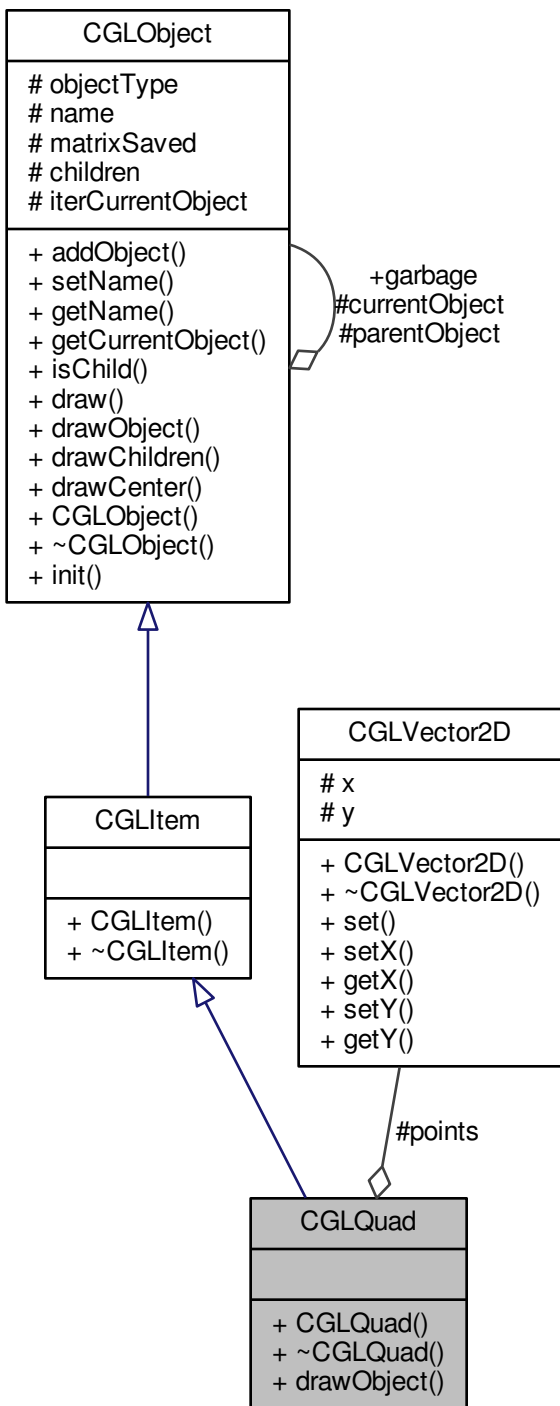 CGLObject
# objectType
# name
# matrixSaved
# children
# iterCurrentObject
+ addObject()
+ setName()
+ getName()
+ getCurrentObject()
+ isChild()
+ draw()
+ drawObject()
+ drawChildren()
+ drawCenter()
+ CGLObject()
+ ~CGLObject()
+ init()
+garbage
#currentObject
#parentObject
CGLItem
+ CGLItem()
+ ~CGLItem()
CGLVector2D
# x
# y
+ CGLVector2D()
+ ~CGLVector2D()
+ set()
+ setX()
+ getX()
+ setY()
+ getY()
#points
CGLQuad
+ CGLQuad()
+ ~CGLQuad()
+ drawObject()